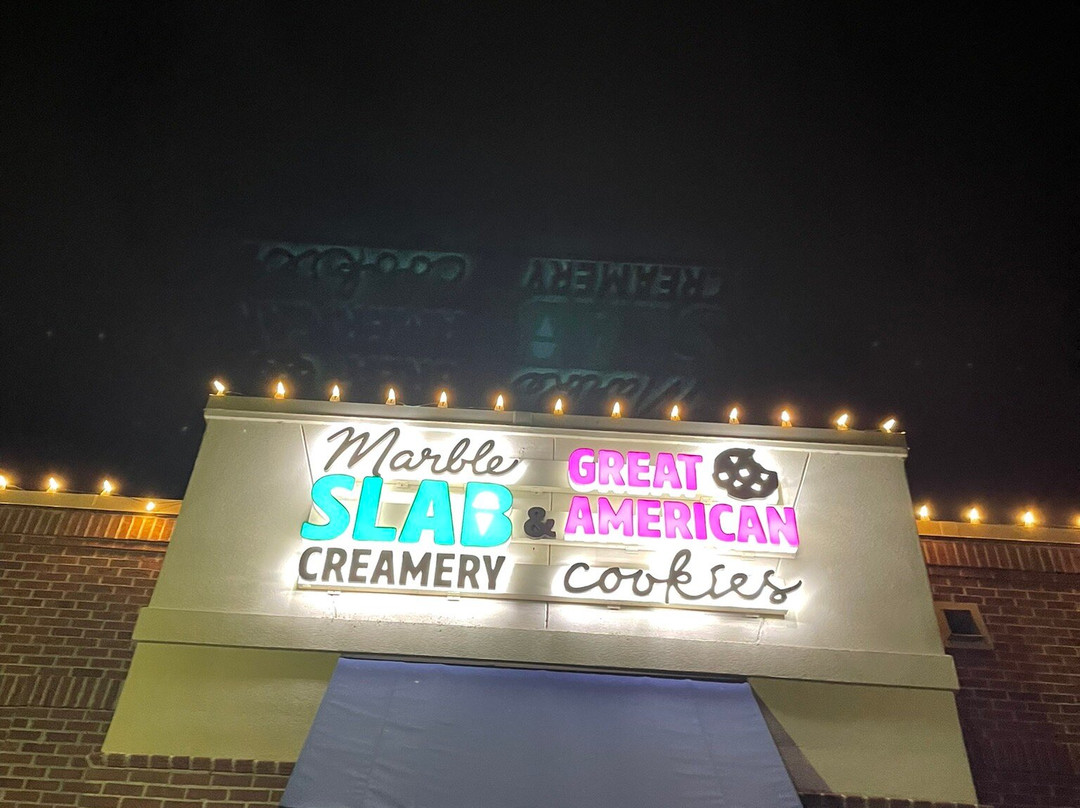 Marble
SLAB
CREAMERY
&
GREAT
AMERICAN
cookies